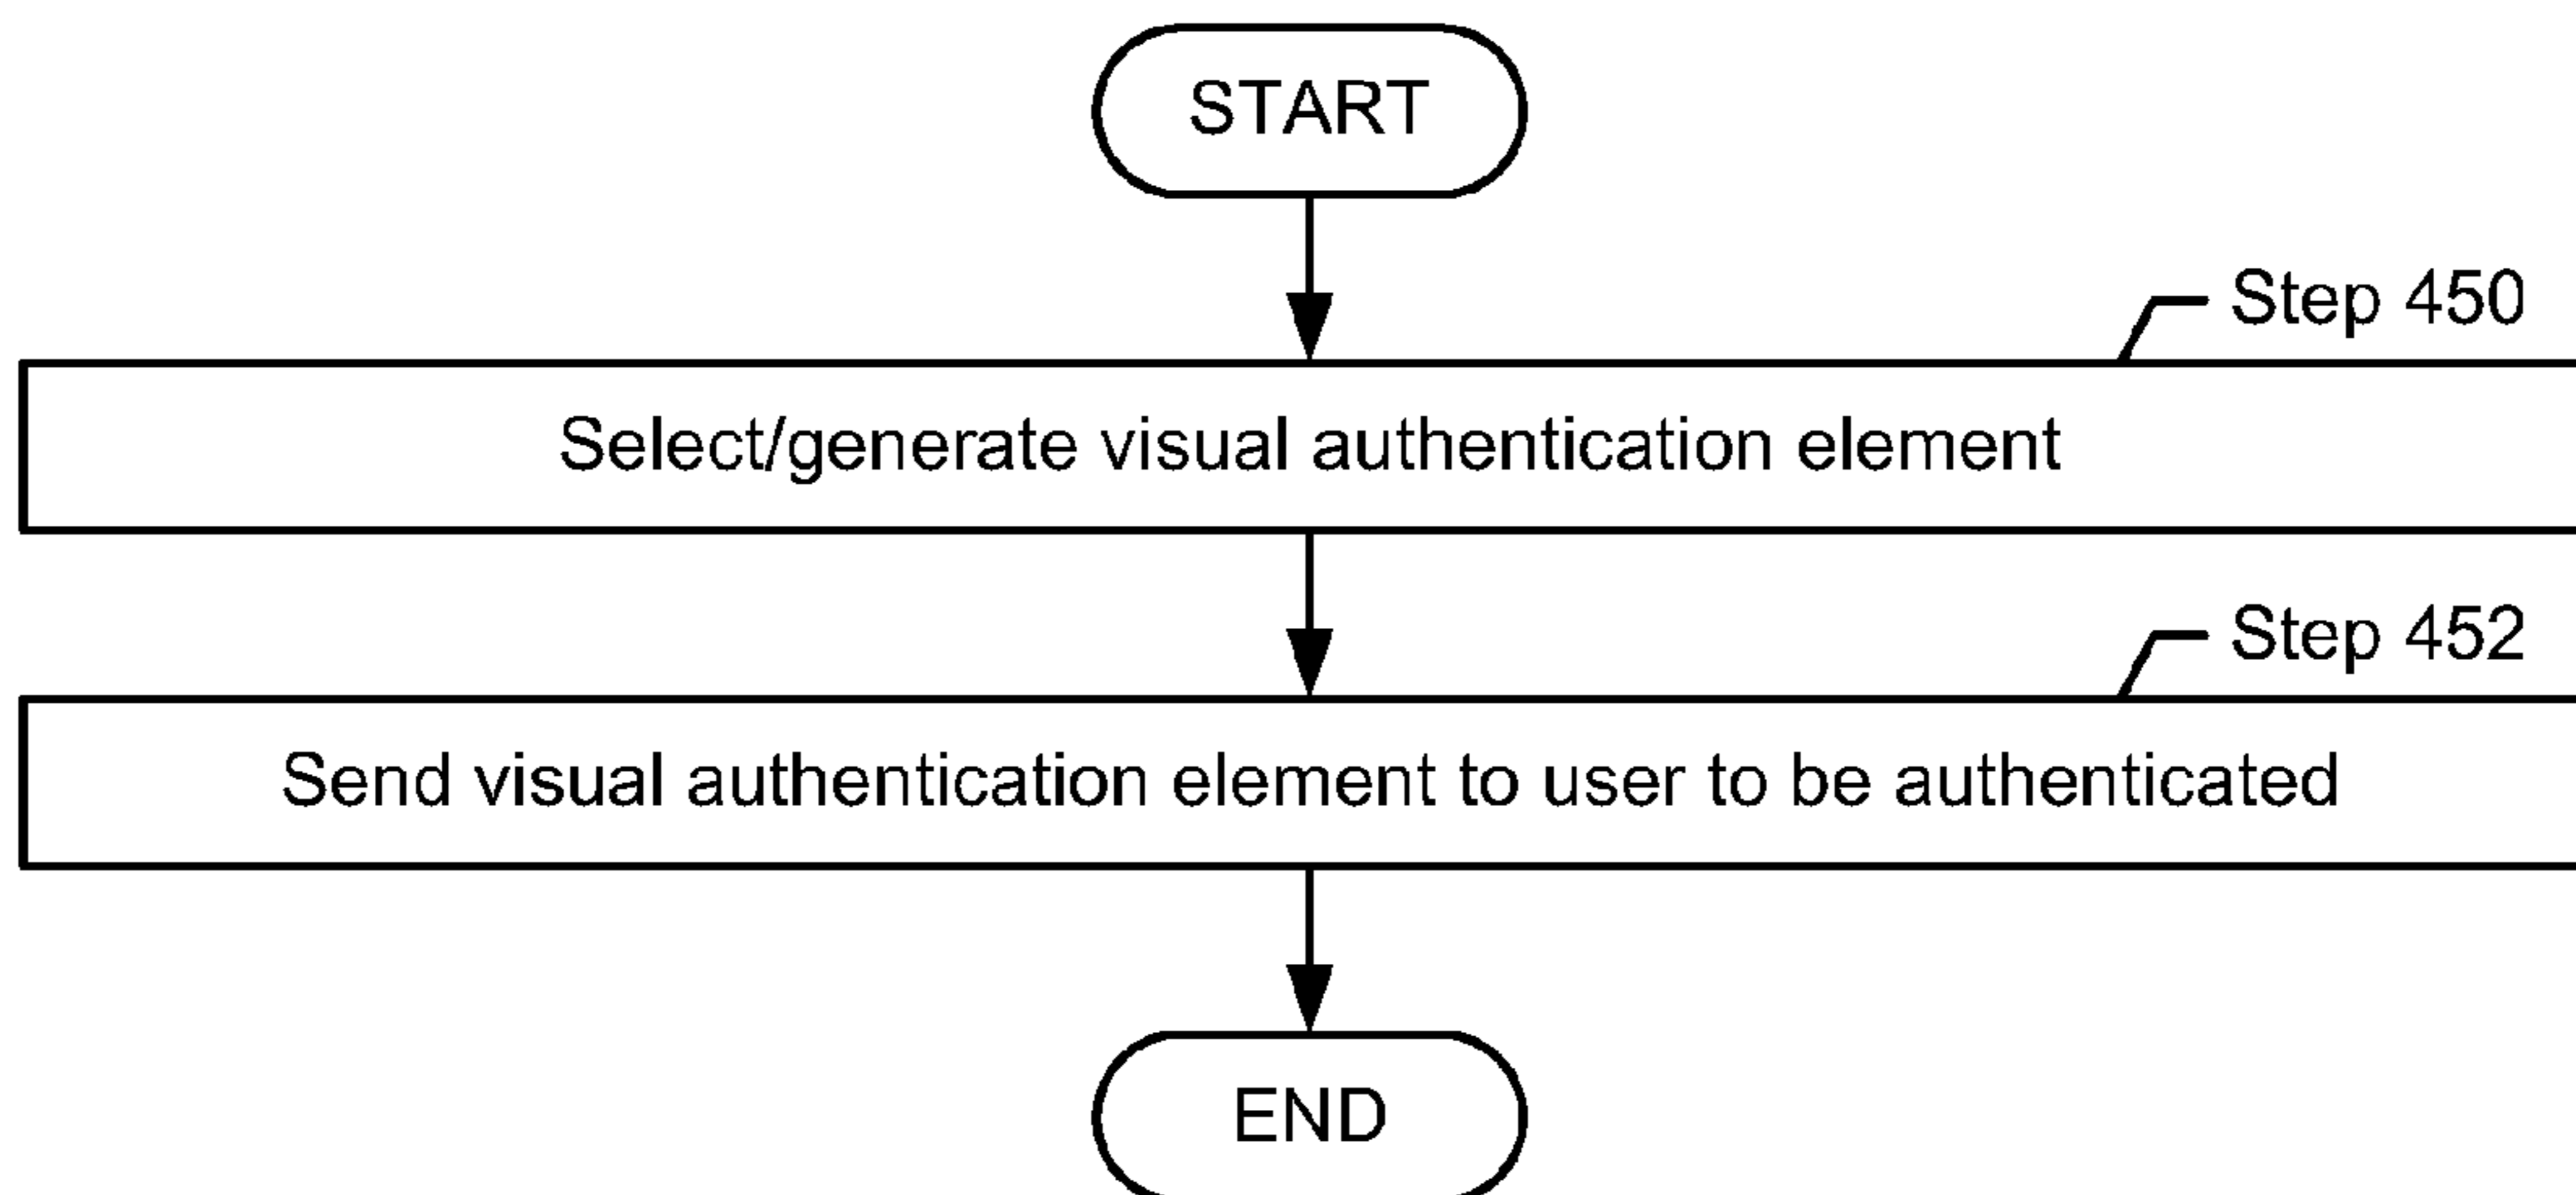 START
Step 450
Select/generate visual authentication element
Step 452
Send visual authentication element to user to be authenticated
END